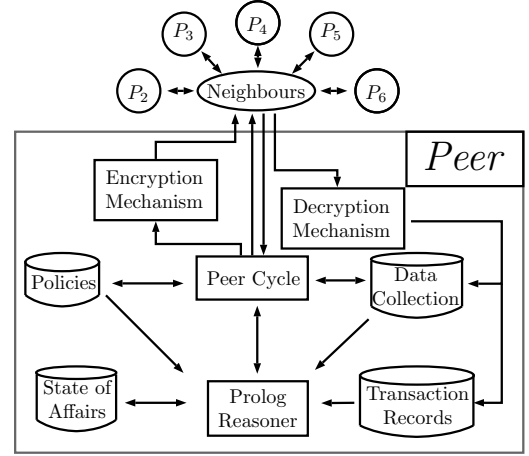 P4
P3
P5
P2
Neighbours
P6
Peer
Encryption
Mechanism
Decryption
Mechanism
Policies
Peer Cycle
Data
Collection
State of
Affairs
Prolog
Reasoner
Transaction
Records